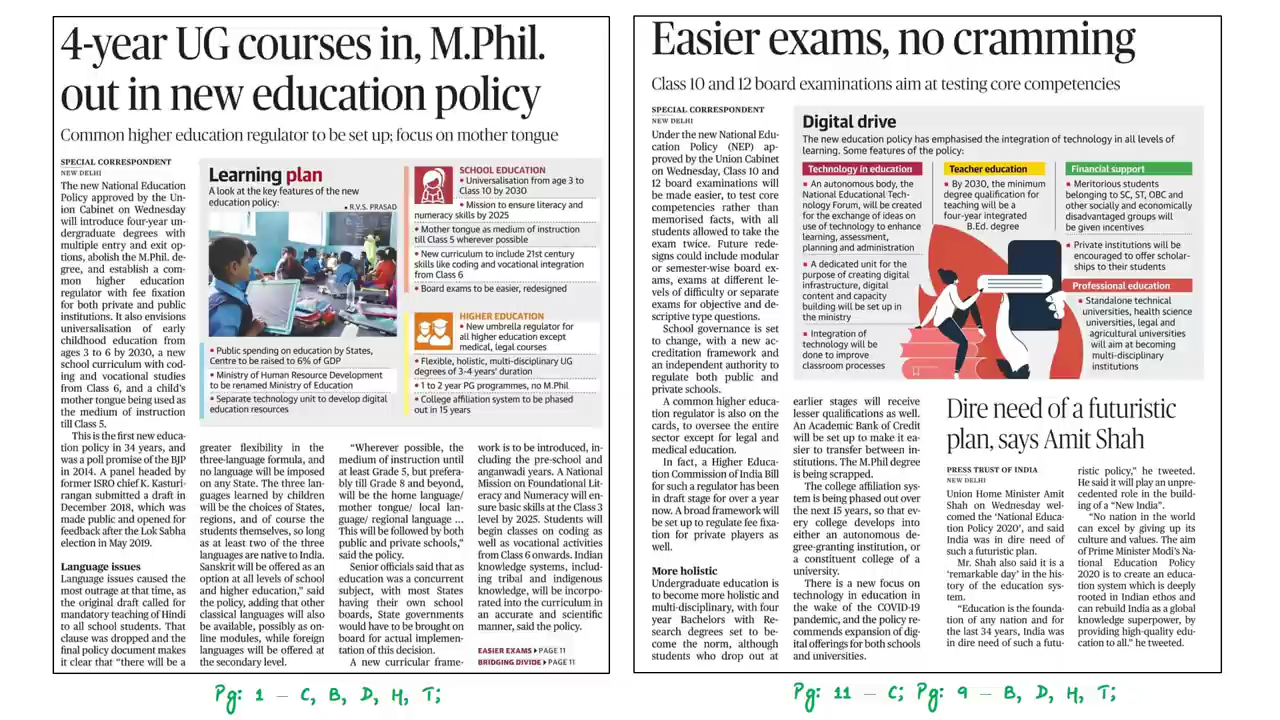 4-year UG courses in, M.Phil.
out in new education policy
Common higher education regulator to be set up; focus on mother tongue
SPECIAL CORRESPONDENT
NEW DELHI
The new National Education
Policy approved by the Un-
ion Cabinet on Wednesday
will introduce four-year un-
dergraduate degrees with
multiple entry and exit op-
tions, abolish the M.Phil. de-
gree, and establish a com-
mon higher education
regulator with fee fixation
for both private and public
institutions. It also envisions
universalisation of early
childhood education from
ages 3 to 6 by 2030, a new
school curriculum with cod-
ing and vocational studies
from Class 6, and a child's
mother tongue being used as
the medium of instruction
till Class 5.
This is the first new educa-
tion policy in 34 years, and
was a poll promise of the BJP
in 2014. A panel headed by
former ISRO chief K. Kasturi-
rangan submitted a draft in
December 2018, which was
made public and opened for
feedback after the Lok Sabha
election in May 2019.
Language issues
Language issues caused the
most outrage at that time, as
the original draft called for
mandatory teaching of Hindi
to all school students. That
clause was dropped and the
final policy document makes
it clear that "there will be a
Learning plan
A look at the key features of the new
education policy:
• R.V.S. PRASAD
▪ Public spending on education by States,
Centre to be raised to 6% of GDP
▪ Ministry of Human Resource Development
to be renamed Ministry of Education
▪ Separate technology unit to develop digital
education resources
SCHOOL EDUCATION
▪ Universalisation from age 3 to
Class 10 by 2030
▪ Mission to ensure literacy and
numeracy skills by 2025
▪ Mother tongue as medium of instruction
till Class 5 wherever possible
▪ New curriculum to include 21st century
skills like coding and vocational integration
from Class 6
▪ Board exams to be easier, redesigned
HIGHER EDUCATION
▪ New umbrella regulator for
all higher education except
medical, legal courses
▪ Flexible, holistic, multi-disciplinary UG
degrees of 3-4 years' duration
▪ 1 to 2 year PG programmes, no M.Phil
▪ College affiliation system to be phased
out in 15 years
greater flexibility in the
three-language formula, and
no language will be imposed
on any State. The three lan-
guages learned by children
will be the choices of States,
regions, and of course the
students themselves, so long
as at least two of the three
languages are native to India.
Sanskrit will be offered as an
option at all levels of school
and higher education," said
the policy, adding that other
classical languages will also
be available, possibly as on-
line modules, while foreign
languages will be offered at
the secondary level.
"Wherever possible, the
medium of instruction until
at least Grade 5, but prefera-
bly till Grade 8 and beyond,
will be the home language/
mother tongue/ local lan-
guage/ regional language ...
This will be followed by both
public and private schools,"
said the policy.
Senior officials said that as
education was a concurrent
subject, with most States
having their own school
boards, State governments
would have to be brought on
board for actual implemen-
tation of this decision.
A new curricular frame-
work is to be introduced, in-
cluding the pre-school and
anganwadi years. A National
Mission on Foundational Lit-
eracy and Numeracy will en-
sure basic skills at the Class 3
level by 2025. Students will
begin classes on coding as
well as vocational activities
from Class 6 onwards. Indian
knowledge systems, includ-
ing tribal and indigenous
knowledge, will be incorpo-
rated into the curriculum in
an accurate and scientific
manner, said the policy.
EASIER EXAMS ▸ PAGE 11
BRIDGING DIVIDE ▸ PAGE 11
Pg: 1 – C, B, D, H, T;
Easier exams, no cramming
Class 10 and 12 board examinations aim at testing core competencies
SPECIAL CORRESPONDENT
NEW DELHI
Under the new National Edu-
cation Policy (NEP) ap-
proved by the Union Cabinet
on Wednesday, Class 10 and
12 board examinations will
be made easier, to test core
competencies rather than
memorised facts, with all
students allowed to take the
exam twice. Future rede-
signs could include modular
or semester-wise board ex-
ams, exams at different le-
vels of difficulty or separate
exams for objective and de-
scriptive type questions.
School governance is set
to change, with a new ac-
creditation framework and
an independent authority to
regulate both public and
private schools.
A common higher educa-
tion regulator is also on the
cards, to oversee the entire
sector except for legal and
medical education.
In fact, a Higher Educa-
tion Commission of India Bill
for such a regulator has been
in draft stage for over a year
now. A broad framework will
be set up to regulate fee fixa-
tion for private players as
well.
More holistic
Undergraduate education is
to become more holistic and
multi-disciplinary, with four
year Bachelors with Re-
search degrees set to be-
come the norm, although
students who drop out at
Digital drive
The new education policy has emphasised the integration of technology in all levels of
learning. Some features of the policy:
Technology in education
▪ An autonomous body, the
National Educational Tech-
nology Forum, will be created
for the exchange of ideas on
use of technology to enhance
learning, assessment,
planning and administration
▪ A dedicated unit for the
purpose of creating digital
infrastructure, digital
content and capacity
building will be set up in
the ministry
▪ Integration of
technology will be
done to improve
classroom processes
Teacher education
▪ By 2030, the minimum
degree qualification for
teaching will be a
four-year integrated
B.Ed. degree
Financial support
▪ Meritorious students
belonging to SC, ST, OBC and
other socially and economically
disadvantaged groups will
be given incentives
▪ Private institutions will be
encouraged to offer scholar-
ships to their students
Professional education
▪ Standalone technical
universities, health science
universities, legal and
agricultural universities
will aim at becoming
multi-disciplinary
institutions
earlier stages will receive
lesser qualifications as well.
An Academic Bank of Credit
will be set up to make it ea-
sier to transfer between in-
stitutions. The M.Phil degree
is being scrapped.
The college affiliation sys-
tem is being phased out over
the next 15 years, so that ev-
ery college develops into
either an autonomous de-
gree-granting institution, or
a constituent college of a
university.
There is a new focus on
technology in education in
the wake of the COVID-19
pandemic, and the policy re-
commends expansion of dig-
ital offerings for both schools
and universities.
Dire need of a futuristic
plan, says Amit Shah
PRESS TRUST OF INDIA
NEW DELHI
Union Home Minister Amit
Shah on Wednesday wel-
comed the 'National Educa-
tion Policy 2020', and said
India was in dire need of
such a futuristic plan.
Mr. Shah also said it is a
'remarkable day' in the his-
tory of the education sys-
tem.
"Education is the founda-
tion of any nation and for
the last 34 years, India was
in dire need of such a futu-
ristic policy," he tweeted.
He said it will play an unpre-
cedented role in the build-
ing of a "New India".
"No nation in the world
can excel by giving up its
culture and values. The aim
of Prime Minister Modi's Na-
tional Education Policy
2020 is to create an educa-
tion system which is deeply
rooted in Indian ethos and
can rebuild India as a global
knowledge superpower, by
providing high-quality edu-
cation to all." he tweeted.
Pg: 11 – C; Pg: 9 – B, D, H, T;